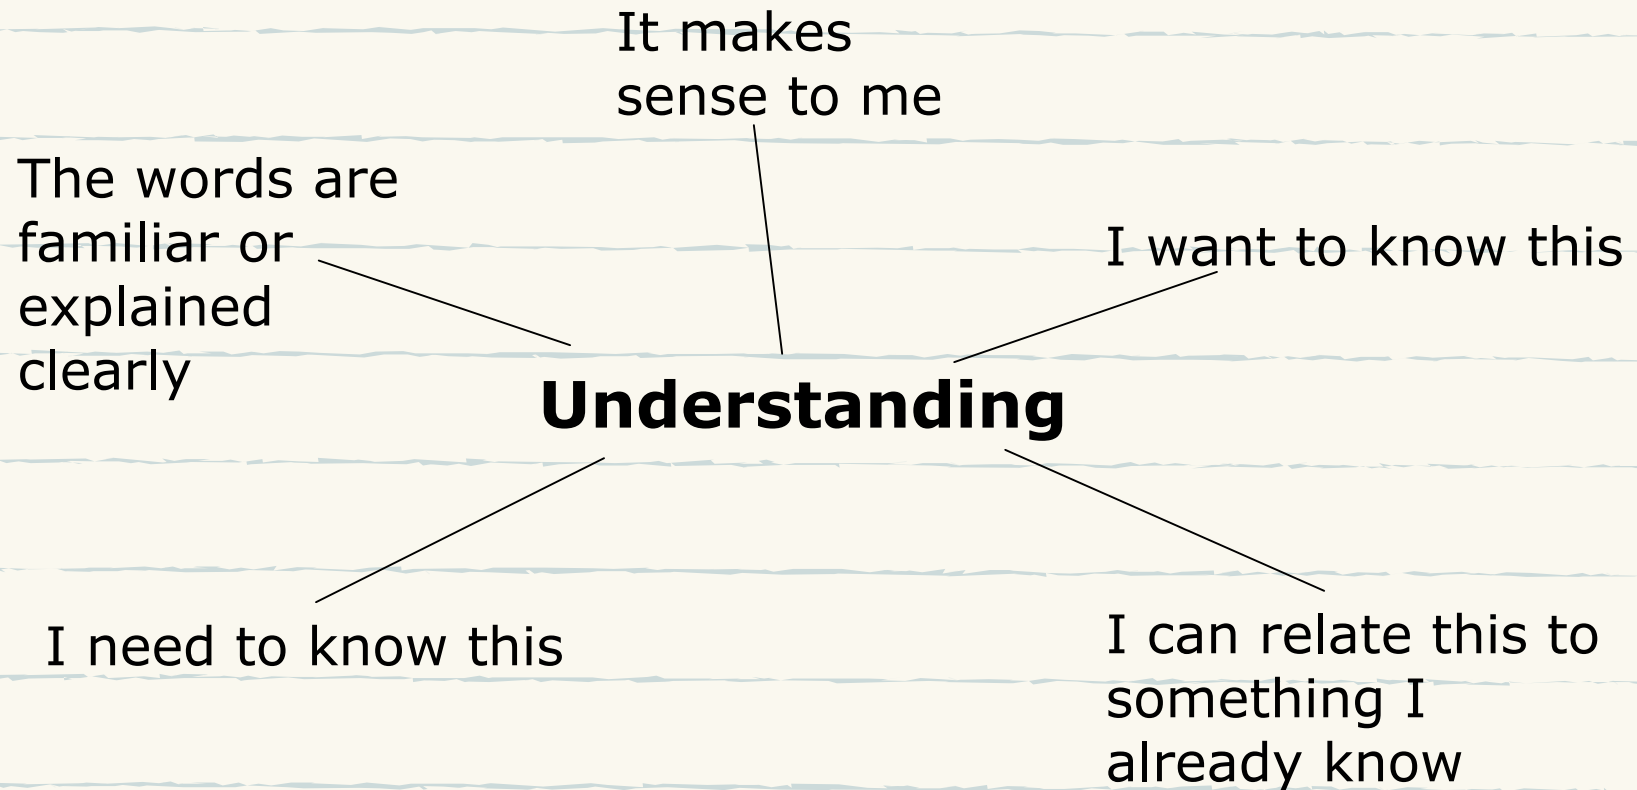 It makes
sense to me
The words are
familiar or
explained
clearly
I want to know this
Understanding
I need to know this
I can relate this to
something I
already know